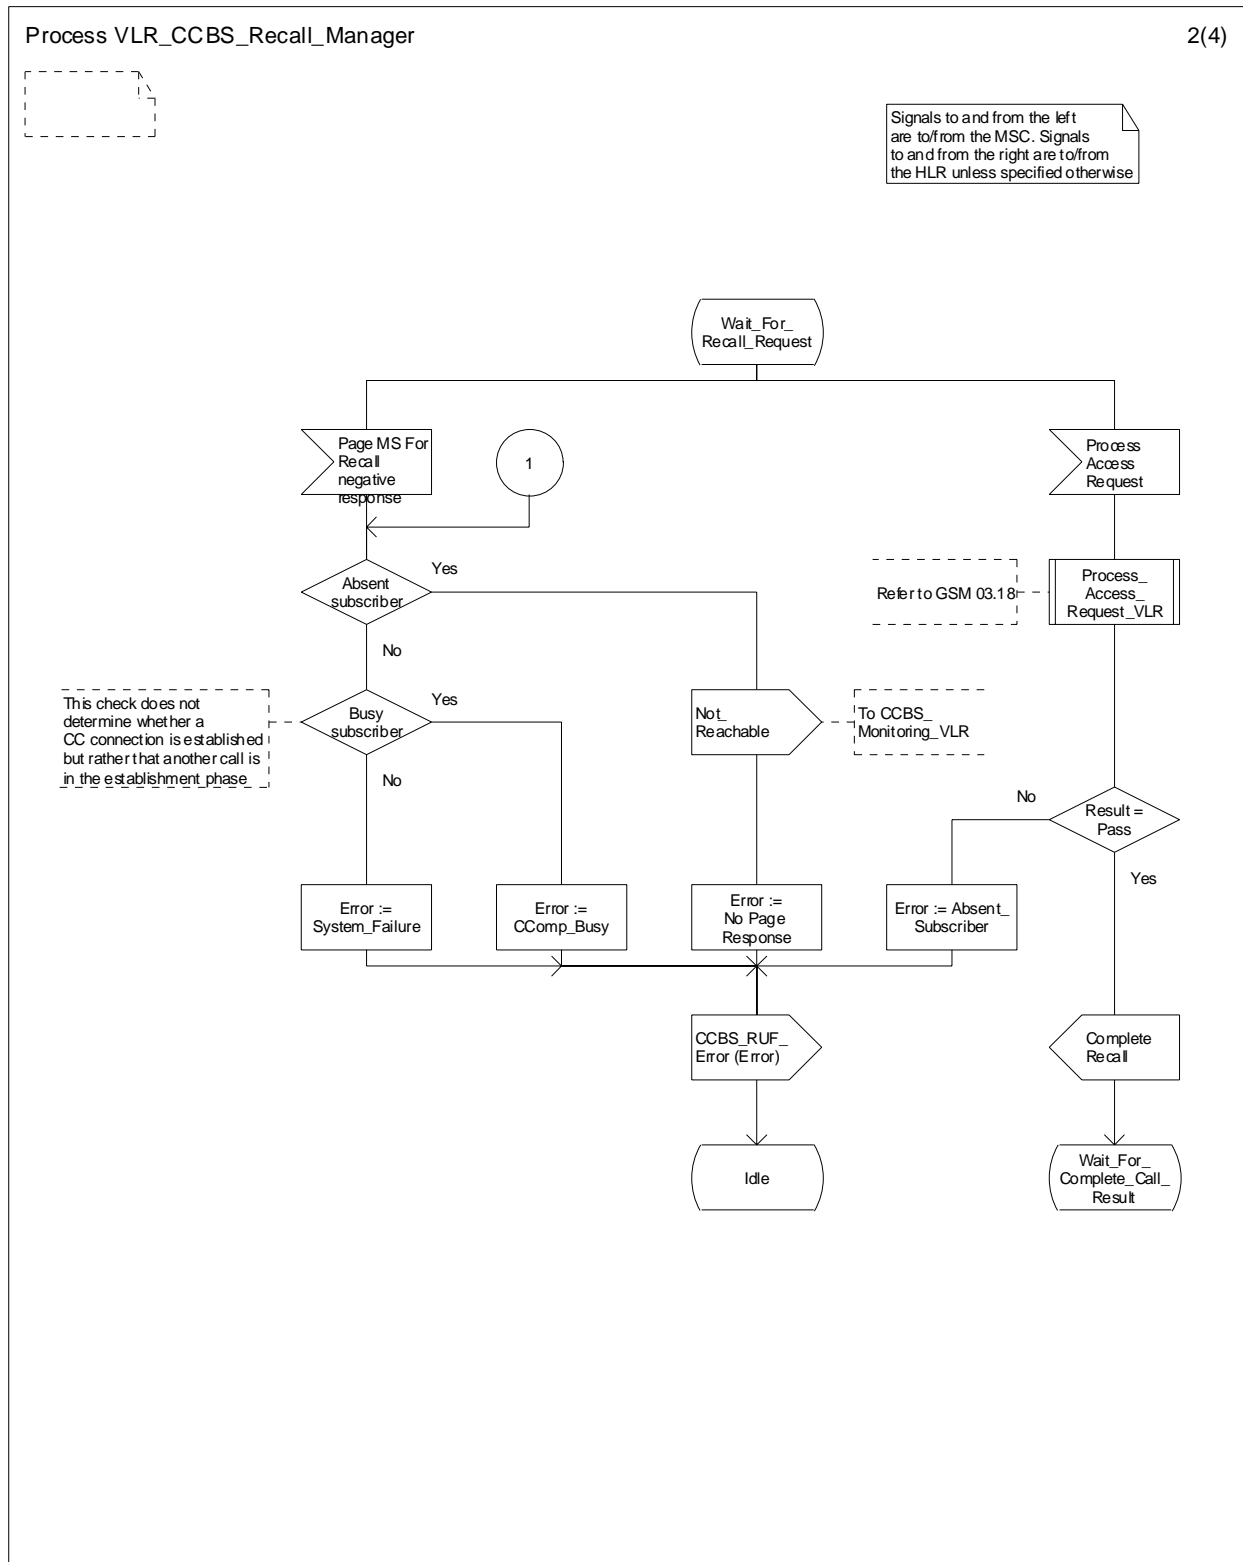 Process VLR_CCBS_Recall_Manager
2(4)
Signals to and from the left
are to/from the MSC. Signals
to and from the right are to/from
the HLR unless specified otherwise
Wait_For_
Recall_Request
Page MS For
Recall
negative
response
1
Process
Access
Request
Absent
subscriber
Yes
No
Refer to GSM 03.18
Process_
Access_
Request_VLR
This check does not
determine whether a
CC connection is established
but rather that another call is
in the establishment phase
Busy
subscriber
Yes
No
Not_
Reachable
To CCBS_
Monitoring_VLR
No
Result =
Pass
Yes
Error :=
System_Failure
Error :=
CComp_Busy
Error :=
No Page
Response
Error := Absent_
Subscriber
CCBS_RUF_
Error (Error)
Complete
Recall
Idle
Wait_For_
Complete_Call_
Result